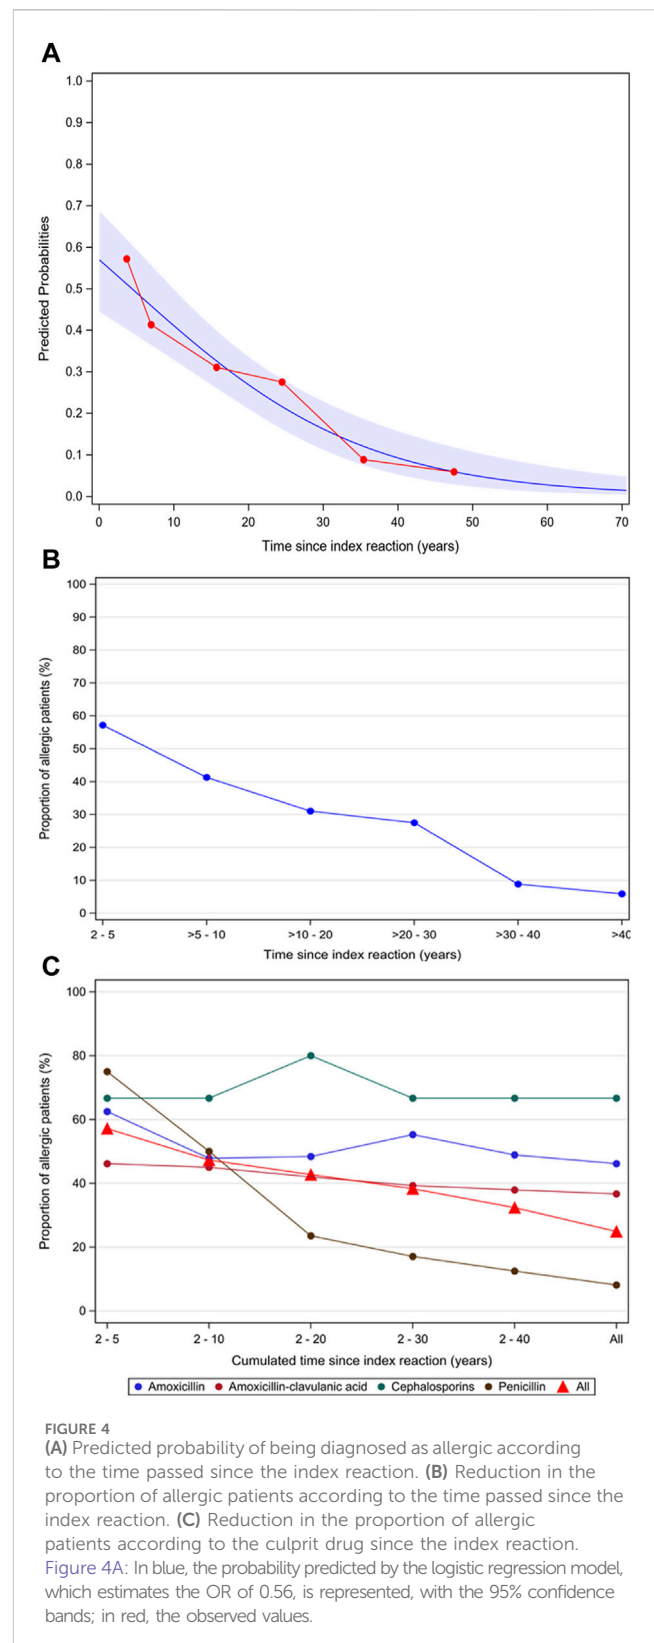 A
1.0
0.9
0.8
0.7
0.6
0.5
0.4
0.3
0.2
0.1
0.0
Predicted Probabilities
0 10 20 30 40 50 60 70
Time since index reaction (years)
B
100
90
80
70
60
50
40
30
20
10
0
Proportion of allergic patients (%)
2 - 5 >5 - 10 >10 - 20 >20 - 30 >30 - 40 >40
Time since index reaction (years)
C
100
80
60
40
20
0
Proportion of allergic patients (%)
2 - 5 2 - 10 2 - 20 2 - 30 2 - 40 All
Cumulated time since index reaction (years)
Amoxicillin Amoxicillin-clavulanic acid Cephalosporins Penicillin All
FIGURE 4
(A) Predicted probability of being diagnosed as allergic according
to the time passed since the index reaction. (B) Reduction in the
proportion of allergic patients according to the time passed since the
index reaction. (C) Reduction in the proportion of allergic
patients according to the culprit drug since the index reaction.
Figure 4A: In blue, the probability predicted by the logistic regression model,
which estimates the OR of 0.56, is represented, with the 95% confidence
bands; in red, the observed values.